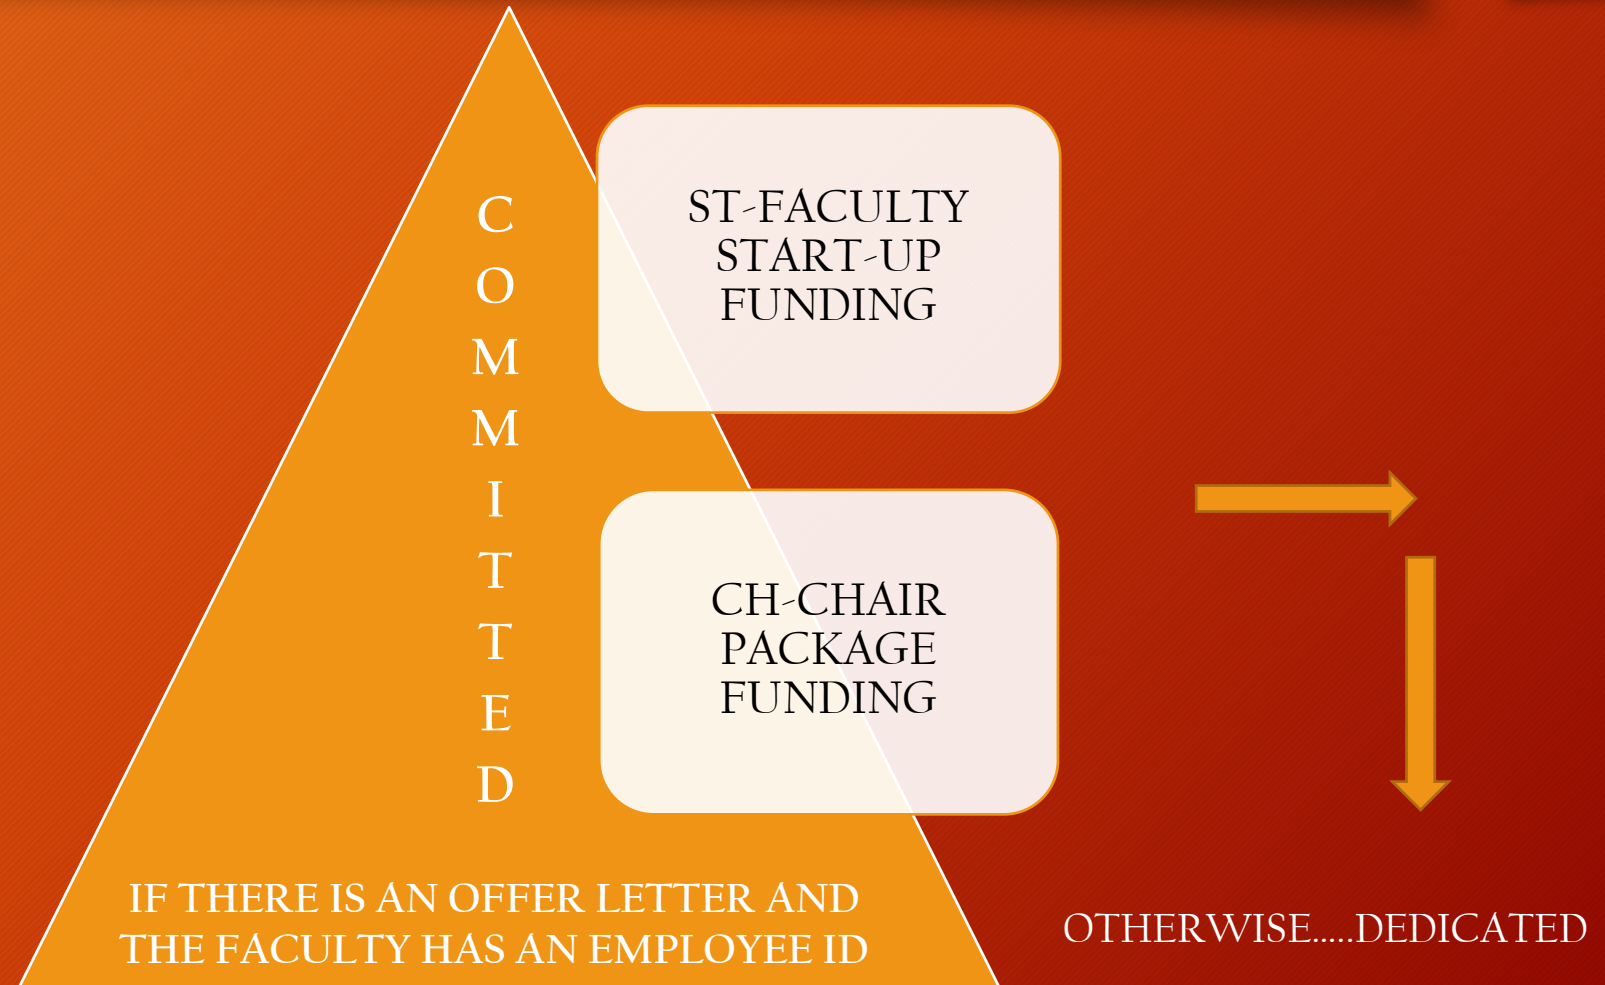 C
O
M
M
I
T
T
E
D
ST-FACULTY
START-UP
FUNDING
CH-CHAIR
PACKAGE
FUNDING
IF THERE IS AN OFFER LETTER AND
THE FACULTY HAS AN EMPLOYEE ID
OTHERWISE.....DEDICATED